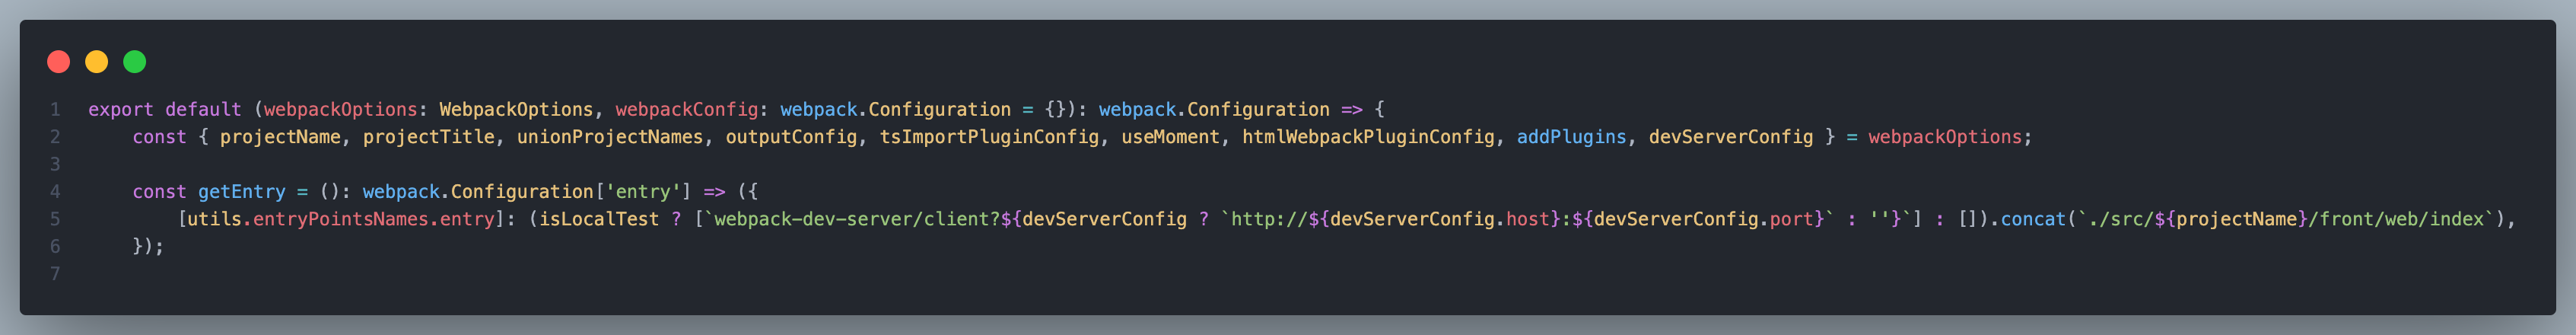 1 export default (webpackOptions: WebpackOptions, webpackConfig: webpack.Configuration = {}): webpack.Configuration => {
2     const { projectName, projectTitle, unionProjectNames, outputConfig, tsImportPluginConfig, useMoment, htmlWebpackPluginConfig, addPlugins, devServerConfig } = webpackOptions;
3
4     const getEntry = (): webpack.Configuration['entry'] => ({
5         [utils.entryPointsNames.entry]: (isLocalTest ? [`webpack-dev-server/client?${devServerConfig ? `http://${devServerConfig.host}:${devServerConfig.port}` : ''}`] : []).concat(`./src/${projectName}/front/web/index`),
6     });
7